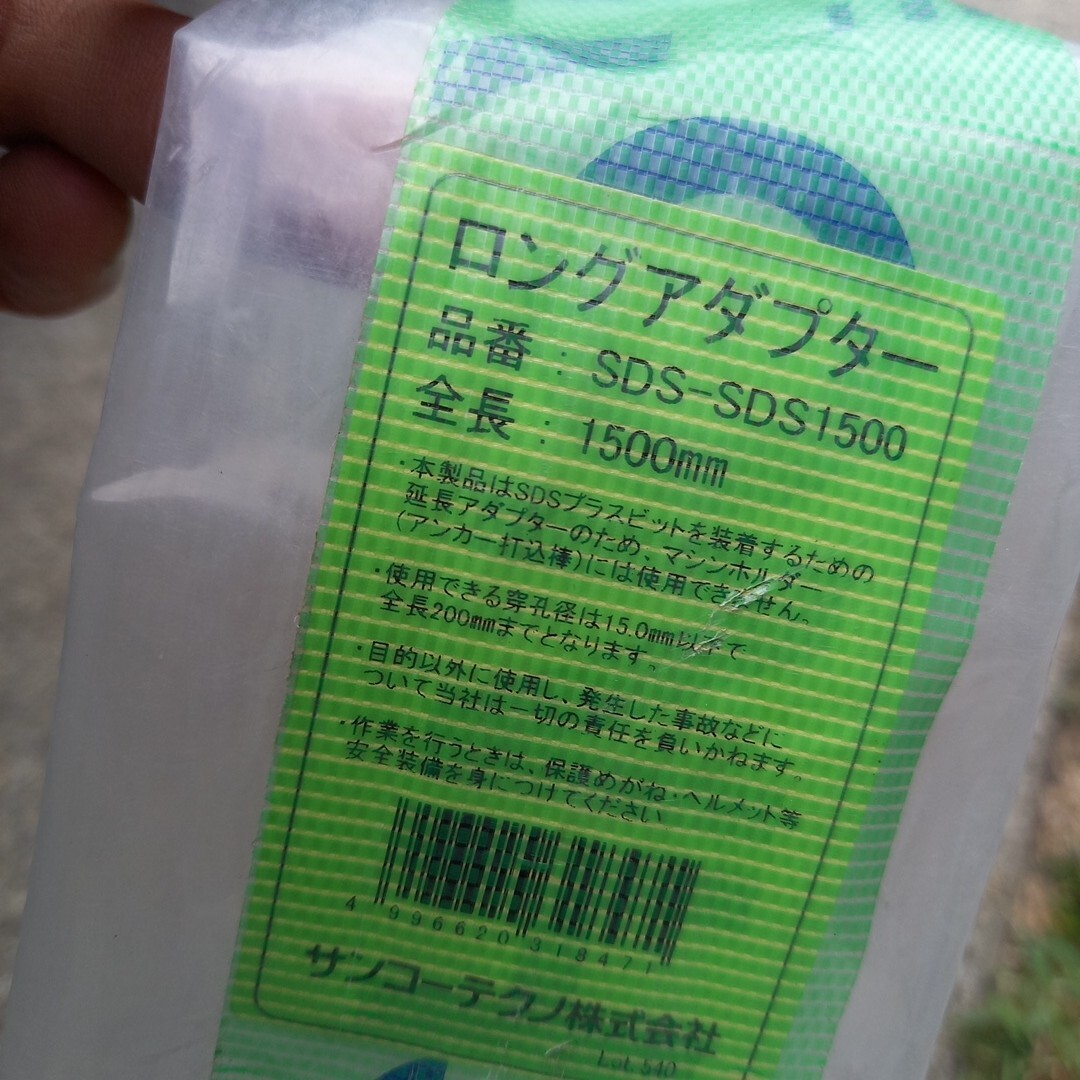 ロングアダプター
品番：SDS-SDS1500
全長：1500mm
・本製品はSDSプラスビットを装着するための
延長アダプターのため、マシンホルダー
(アンカー打込棒)には使用できません。
・使用できる穿孔径は15.0mm以下で
全長200mmまでとなります。
・目的以外に使用し、発生した事故などに
ついて当社は一切の責任を負いかねます。
・作業を行うときは、保護めがね・ヘルメット等
安全装備を身につけてください
4 996620 318471
サンコーテクノ株式会社
Lot.540